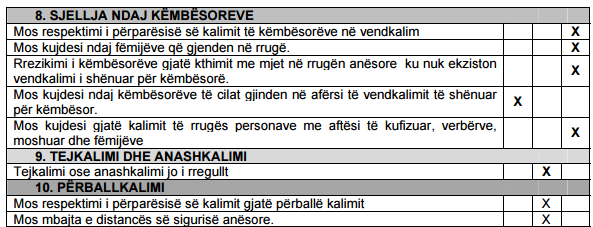 8. SJELLJA NDAJ KËMBËSOREVE
Mos respektimi i përparësisë së kalimit të këmbësorëve në vendkalim X
Mos kujdesi ndaj fëmijëve që gjenden në rrugë. X
Rrezikimi i këmbësorëve gjatë kthimit me mjet në rrugën anësore ku nuk ekziston
vendkalimi i shënuar për këmbësorë. X
Mos kujdesi ndaj këmbësorëve të cilat gjinden në afërsi të vendkalimit të shënuar
për këmbësor. X
Mos kujdesi gjatë kalimit të rrugës personave me aftësi të kufizuar, verbërve,
moshuar dhe fëmijëve X
9. TEJKALIMI DHE ANASHKALIMI
Tejkalimi ose anashkalimi jo i rregullt X
10. PËRBALLKALIMI
Mos respektimi i përparësisë së kalimit gjatë përballë kalimit X
Mos mbajta e distancës së sigurisë anësore. X